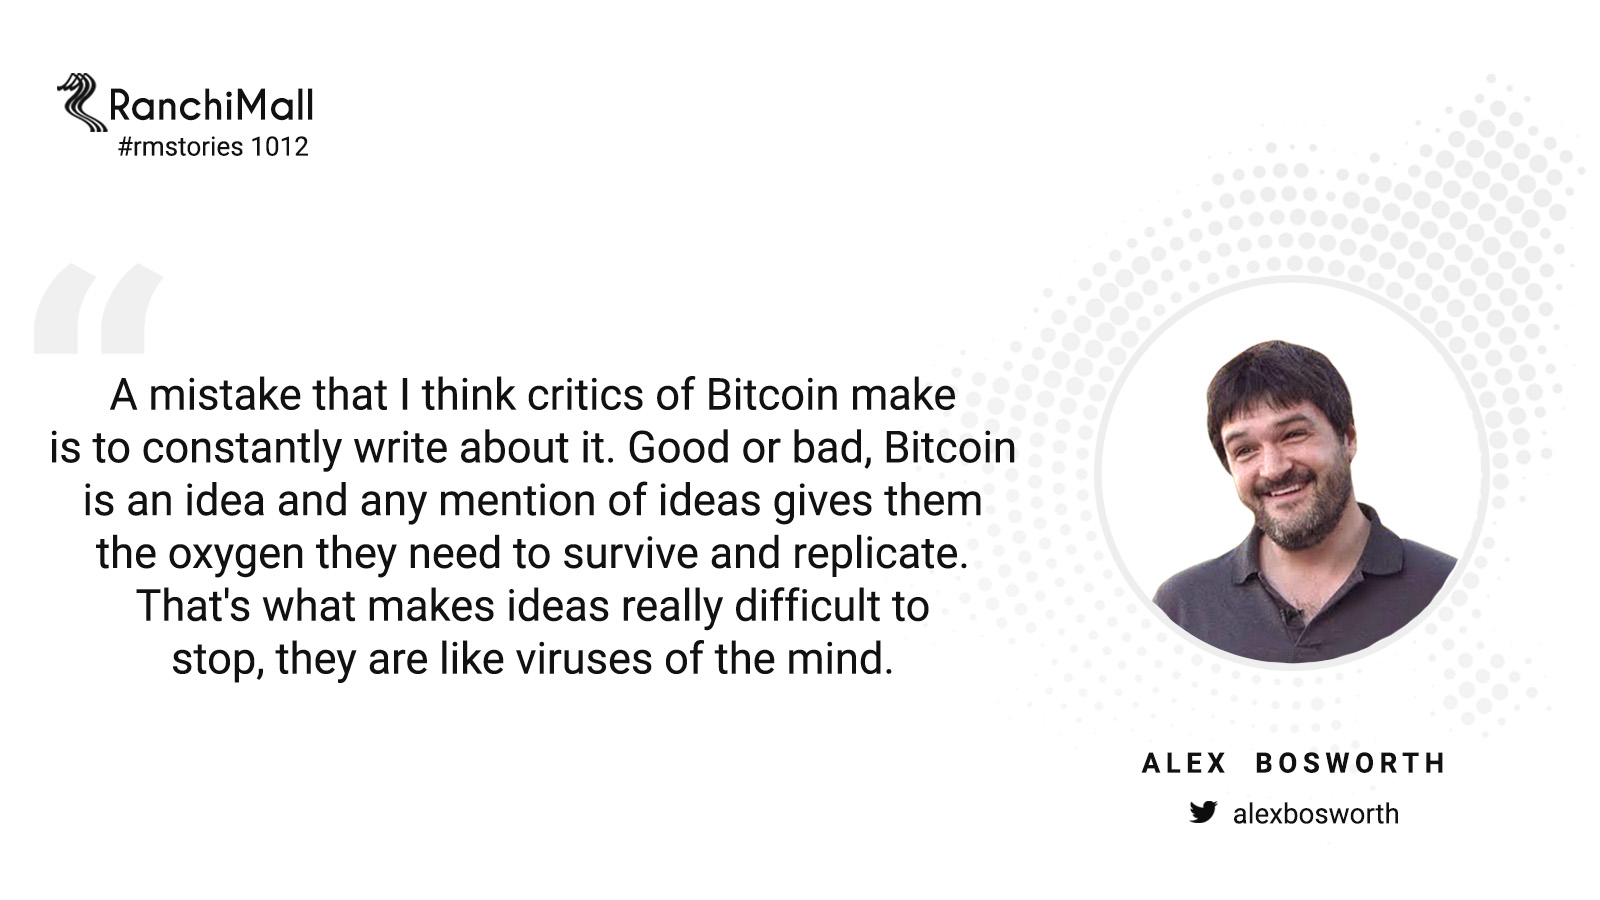 RanchiMall
#rmstories 1012
“
A mistake that I think critics of Bitcoin make
is to constantly write about it. Good or bad, Bitcoin
is an idea and any mention of ideas gives them
the oxygen they need to survive and replicate.
That's what makes ideas really difficult to
stop, they are like viruses of the mind.
ALEX BOSWORTH
alexbosworth